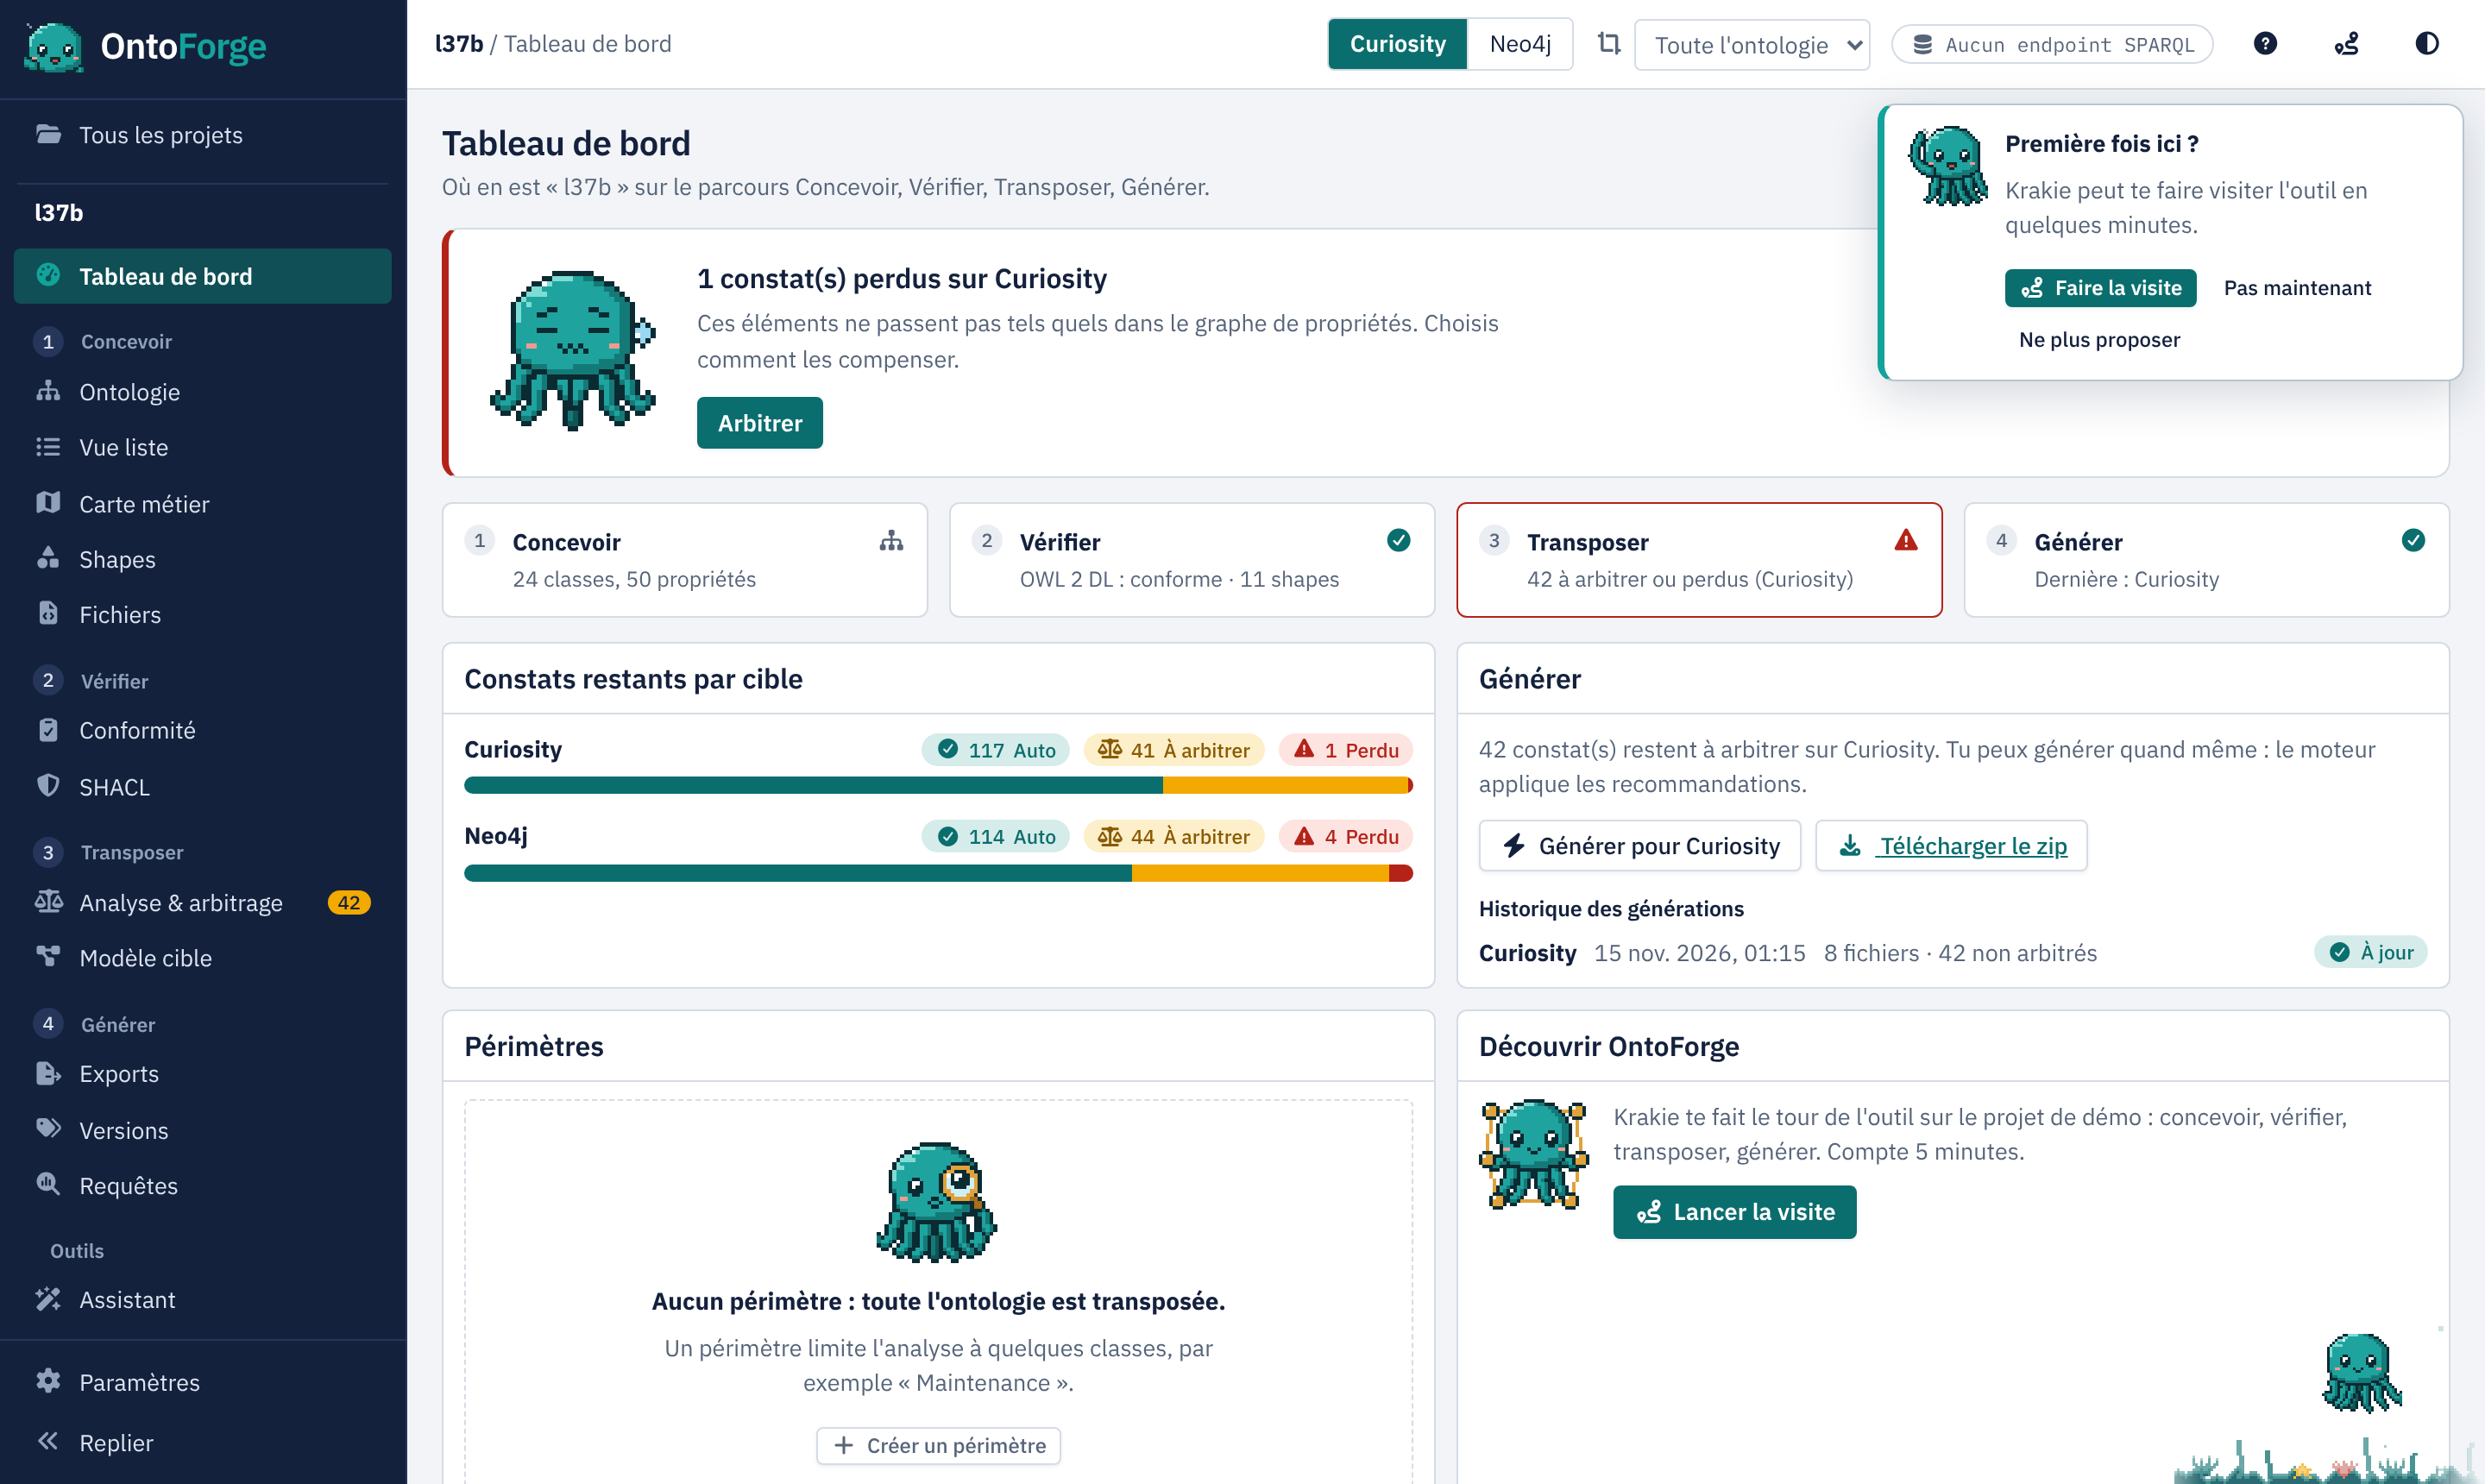 OntoForge
Tous les projets
l37b
Tableau de bord
1 Concevoir
Ontologie
Vue liste
Carte métier
Shapes
Fichiers
2 Vérifier
Conformité
SHACL
3 Transposer
Analyse & arbitrage 42
Modèle cible
4 Générer
Exports
Versions
Requêtes
Outils
Assistant
Paramètres
Replier
l37b / Tableau de bord
Curiosity Neo4j Toute l'ontologie Aucun endpoint SPARQL ?
Première fois ici ?
Krakie peut te faire visiter l'outil en
quelques minutes.
Faire la visite Pas maintenant
Ne plus proposer
Tableau de bord
Où en est « l37b » sur le parcours Concevoir, Vérifier, Transposer, Générer.
1 constat(s) perdus sur Curiosity
Ces éléments ne passent pas tels quels dans le graphe de propriétés. Choisis
comment les compenser.
Arbitrer
1 Concevoir
24 classes, 50 propriétés
2 Vérifier
OWL 2 DL : conforme · 11 shapes
3 Transposer
42 à arbitrer ou perdus (Curiosity)
4 Générer
Dernière : Curiosity
Constats restants par cible
Curiosity 117 Auto 41 À arbitrer 1 Perdu
Neo4j 114 Auto 44 À arbitrer 4 Perdu
Générer
42 constat(s) restent à arbitrer sur Curiosity. Tu peux générer quand même : le moteur
applique les recommandations.
Générer pour Curiosity Télécharger le zip
Historique des générations
Curiosity 15 nov. 2026, 01:15 8 fichiers · 42 non arbitrés À jour
Périmètres
Aucun périmètre : toute l'ontologie est transposée.
Un périmètre limite l'analyse à quelques classes, par
exemple « Maintenance ».
+ Créer un périmètre
Découvrir OntoForge
Krakie te fait le tour de l'outil sur le projet de démo : concevoir, vérifier,
transposer, générer. Compte 5 minutes.
Lancer la visite